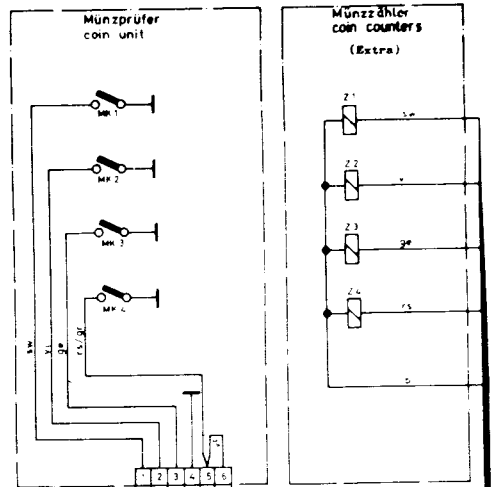 Münzprüfer
coin unit
MK 1
MK 2
MK 3
MK 4
sw
vi
ge
rs/gr
1 2 3 4 5 6
Münzzähler
coin counters
(Extra)
Z 1
sw
Z 2
v
Z 3
ge
Z 4
rs